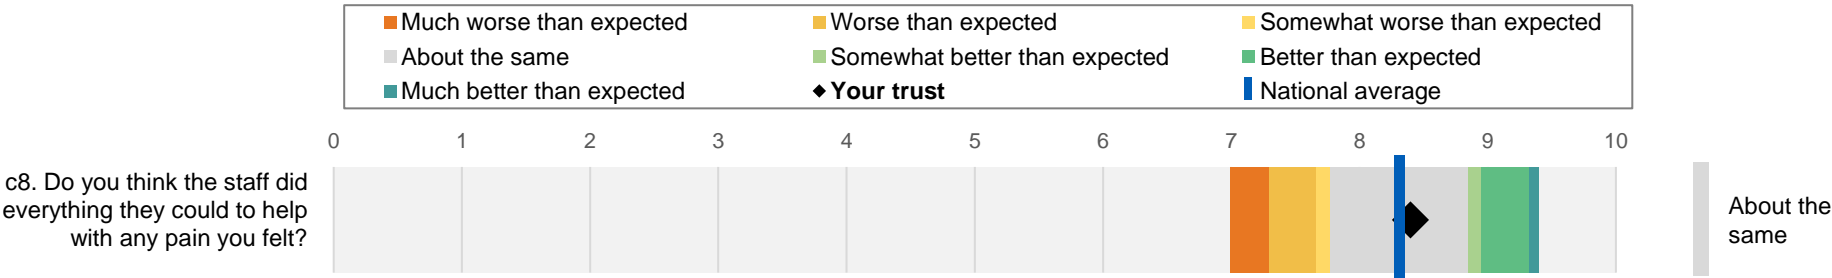 Much worse than expected Worse than expected Somewhat worse than expected
About the same Somewhat better than expected Better than expected
Much better than expected Your trust National average
0 1 2 3 4 5 6 7 8 9 10
c8. Do you think the staff did
everything they could to help
with any pain you felt?
About the
same